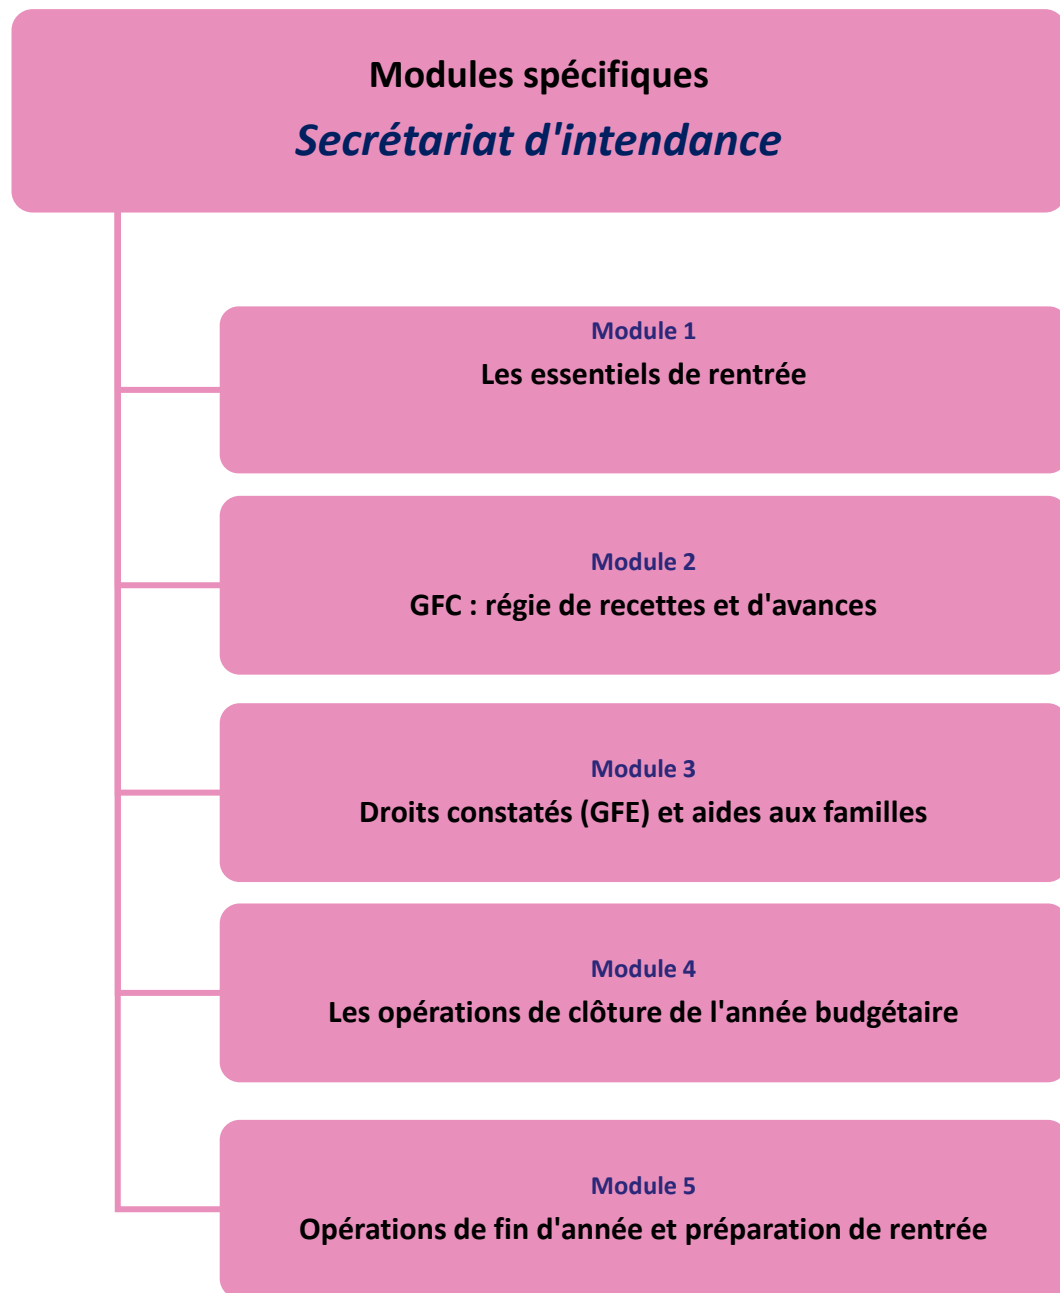 Modules spécifiques
Secrétariat d'intendance
Module 1
Les essentiels de rentrée
Module 2
GFC : régie de recettes et d'avances
Module 3
Droits constatés (GFE) et aides aux familles
Module 4
Les opérations de clôture de l'année budgétaire
Module 5
Opérations de fin d'année et préparation de rentrée